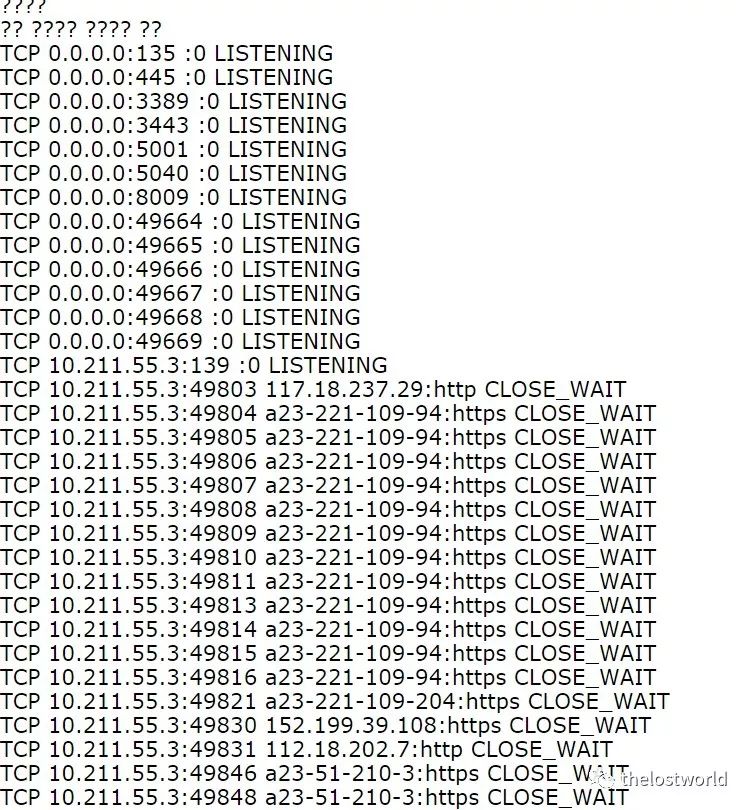 ????
?? ???? ???? ??
TCP 0.0.0.0:135 :0 LISTENING
TCP 0.0.0.0:445 :0 LISTENING
TCP 0.0.0.0:3389 :0 LISTENING
TCP 0.0.0.0:3443 :0 LISTENING
TCP 0.0.0.0:5001 :0 LISTENING
TCP 0.0.0.0:5040 :0 LISTENING
TCP 0.0.0.0:8009 :0 LISTENING
TCP 0.0.0.0:49664 :0 LISTENING
TCP 0.0.0.0:49665 :0 LISTENING
TCP 0.0.0.0:49666 :0 LISTENING
TCP 0.0.0.0:49667 :0 LISTENING
TCP 0.0.0.0:49668 :0 LISTENING
TCP 0.0.0.0:49669 :0 LISTENING
TCP 10.211.55.3:139 :0 LISTENING
TCP 10.211.55.3:49803 117.18.237.29:http CLOSE_WAIT
TCP 10.211.55.3:49804 a23-221-109-94:https CLOSE_WAIT
TCP 10.211.55.3:49805 a23-221-109-94:https CLOSE_WAIT
TCP 10.211.55.3:49806 a23-221-109-94:https CLOSE_WAIT
TCP 10.211.55.3:49807 a23-221-109-94:https CLOSE_WAIT
TCP 10.211.55.3:49808 a23-221-109-94:https CLOSE_WAIT
TCP 10.211.55.3:49809 a23-221-109-94:https CLOSE_WAIT
TCP 10.211.55.3:49810 a23-221-109-94:https CLOSE_WAIT
TCP 10.211.55.3:49811 a23-221-109-94:https CLOSE_WAIT
TCP 10.211.55.3:49813 a23-221-109-94:https CLOSE_WAIT
TCP 10.211.55.3:49814 a23-221-109-94:https CLOSE_WAIT
TCP 10.211.55.3:49815 a23-221-109-94:https CLOSE_WAIT
TCP 10.211.55.3:49816 a23-221-109-94:https CLOSE_WAIT
TCP 10.211.55.3:49821 a23-221-109-204:https CLOSE_WAIT
TCP 10.211.55.3:49830 152.199.39.108:https CLOSE_WAIT
TCP 10.211.55.3:49831 112.18.202.7:http CLOSE_WAIT
TCP 10.211.55.3:49846 a23-51-210-3:https CLOSE_WAIT
thelostworld
TCP 10.211.55.3:49848 a23-51-210-3:https CLOSE_WAIT